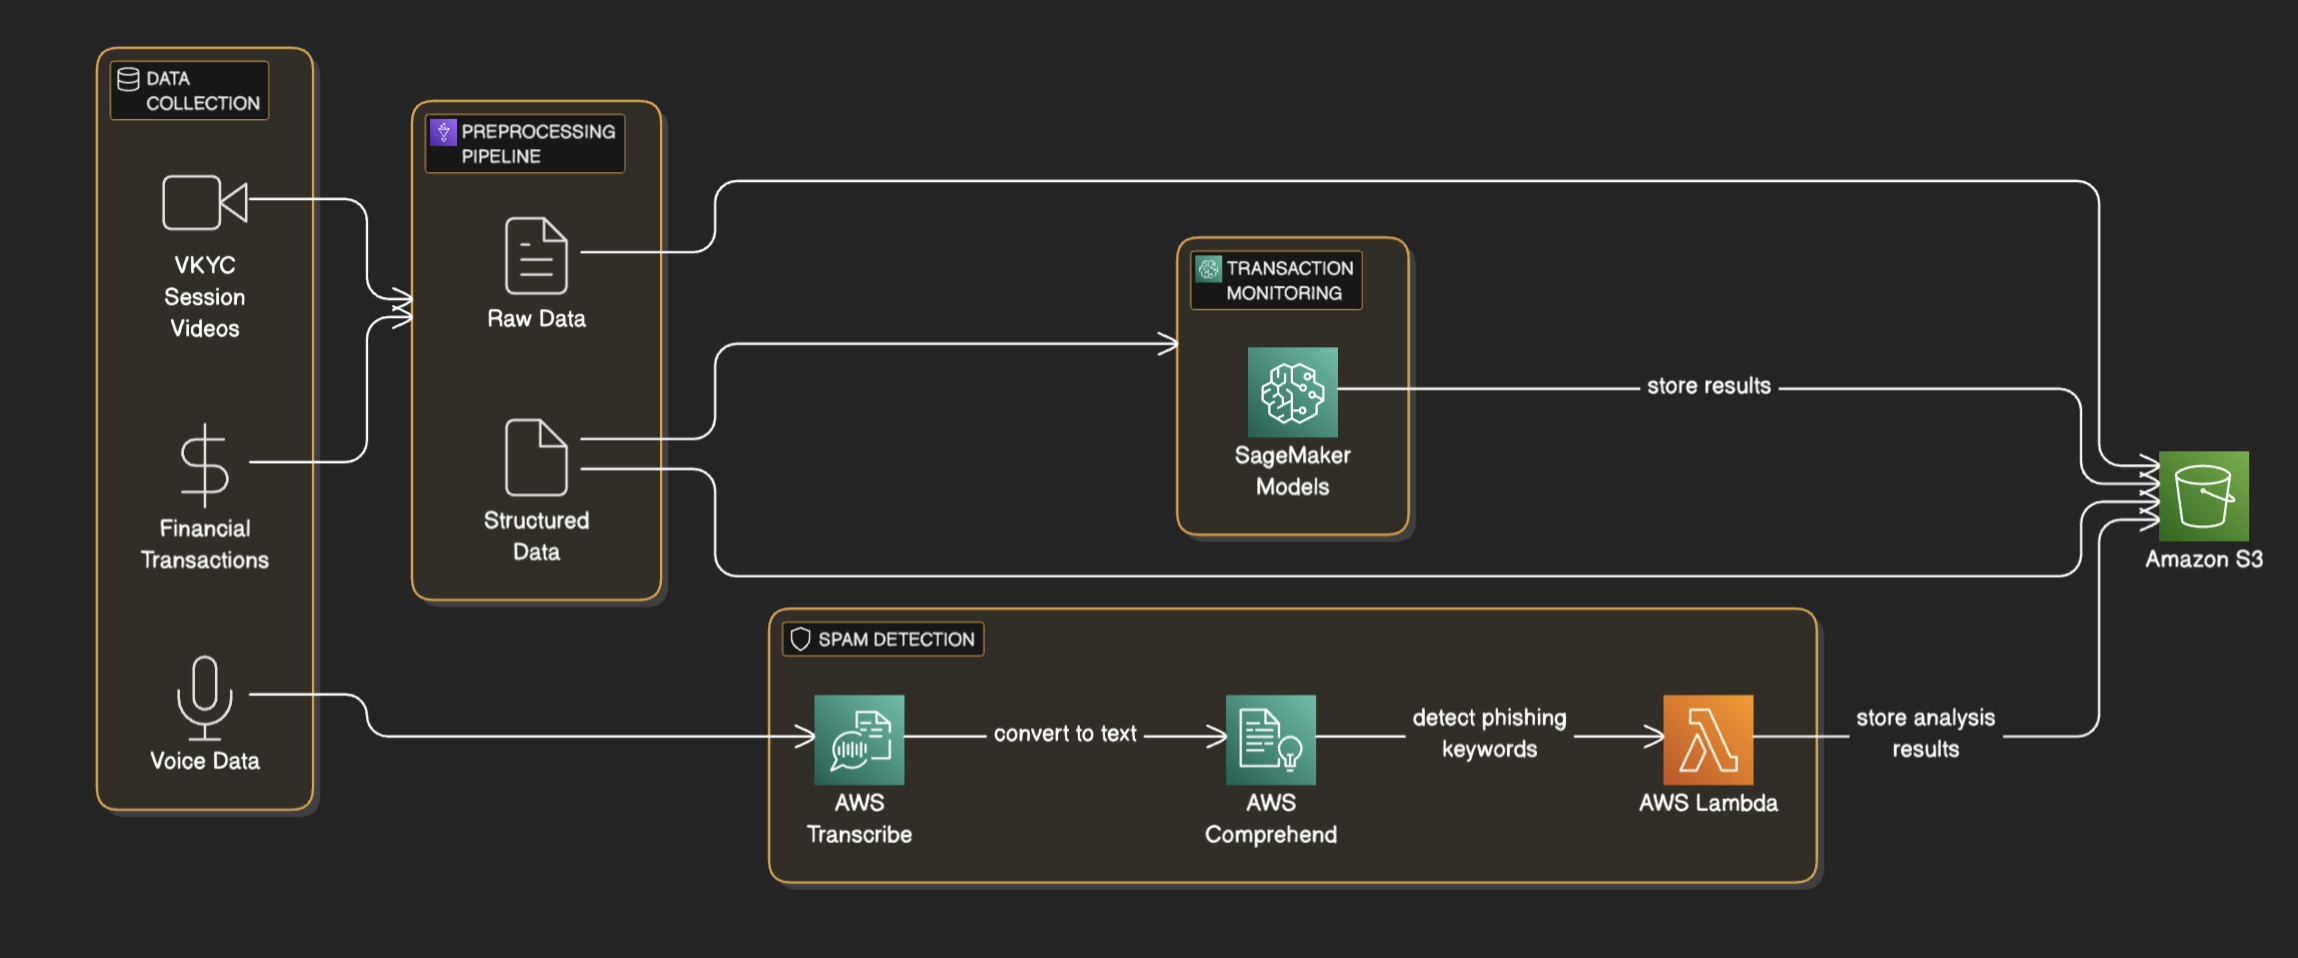 DATA
COLLECTION
VKYC
Session
Videos
Financial
Transactions
Voice Data
PREPROCESSING
PIPELINE
Raw Data
Structured
Data
TRANSACTION
MONITORING
SageMaker
Models
store results
Amazon S3
SPAM DETECTION
AWS
Transcribe
convert to text
AWS
Comprehend
detect phishing
keywords
AWS Lambda
store analysis
results